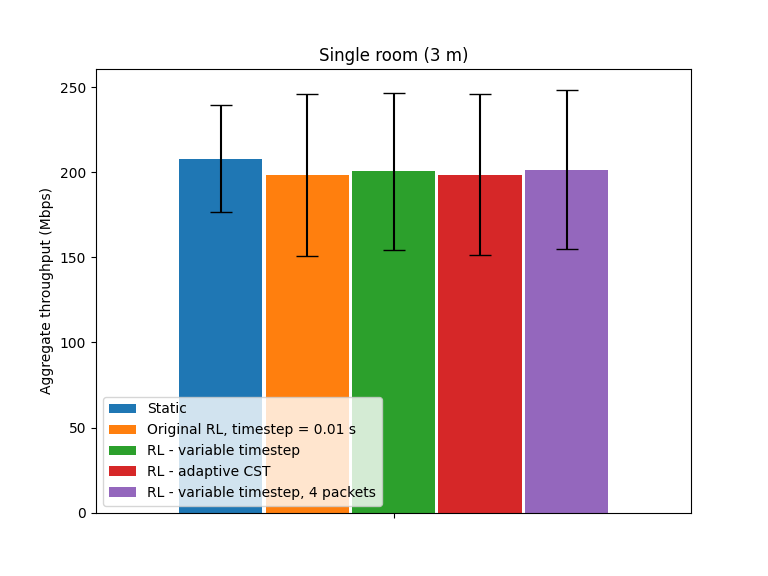 Single room (3 m)
Aggregate throughput (Mbps)
250
200
150
100
50
0
Static
Original RL, timestep = 0.01 s
RL - variable timestep
RL - adaptive CST
RL - variable timestep, 4 packets